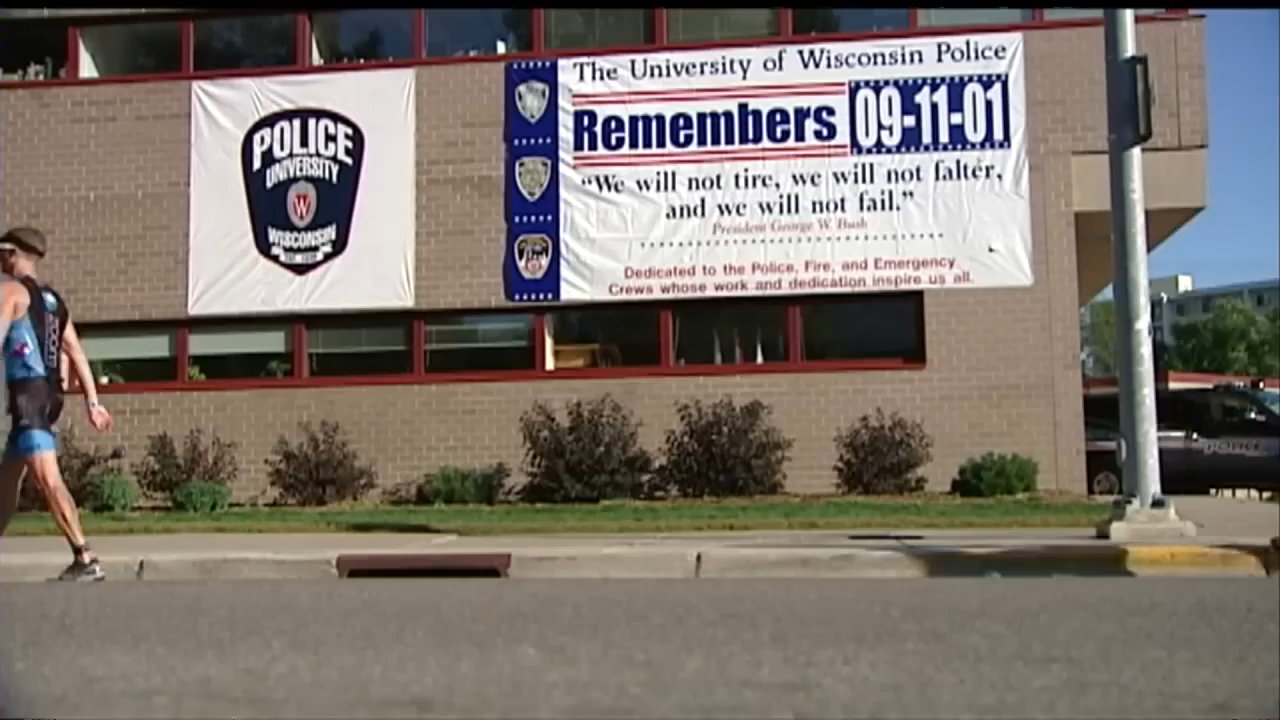 POLICE
UNIVERSITY
W
WISCONSIN
The University of Wisconsin Police
Remembers 09-11-01
"We will not tire, we will not falter,
and we will not fail."
President George W. Bush
Dedicated to the Police, Fire, and Emergency
Crews whose work and dedication inspire us all.
POLICE